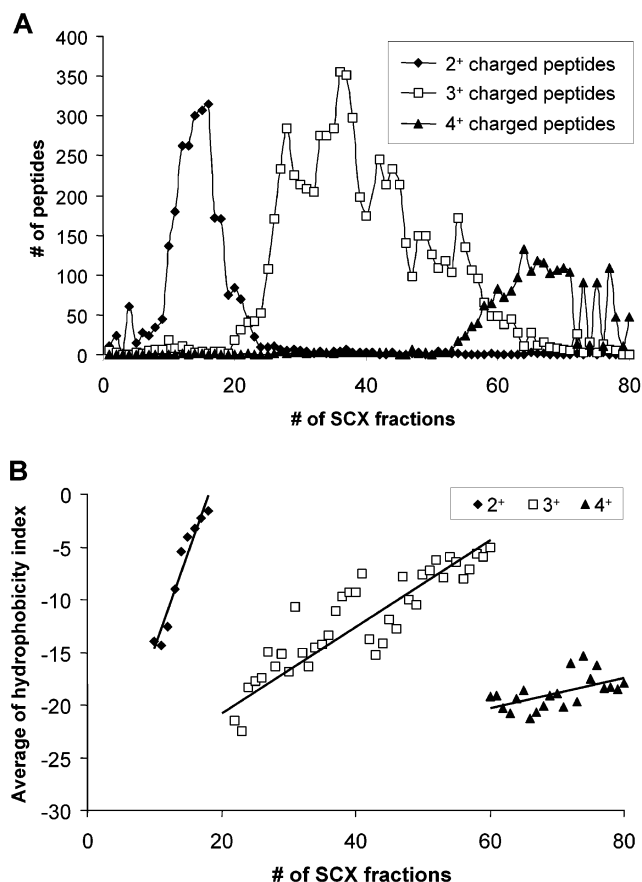 A
400
350
300
250
200
150
100
50
0
# of peptides
2+ charged peptides
3+ charged peptides
4+ charged peptides
0 20 40 60 80
# of SCX fractions
B
0
-5
-10
-15
-20
-25
-30
Average of hydrophobicity index
2+ 3+ 4+
0 20 40 60 80
# of SCX fractions